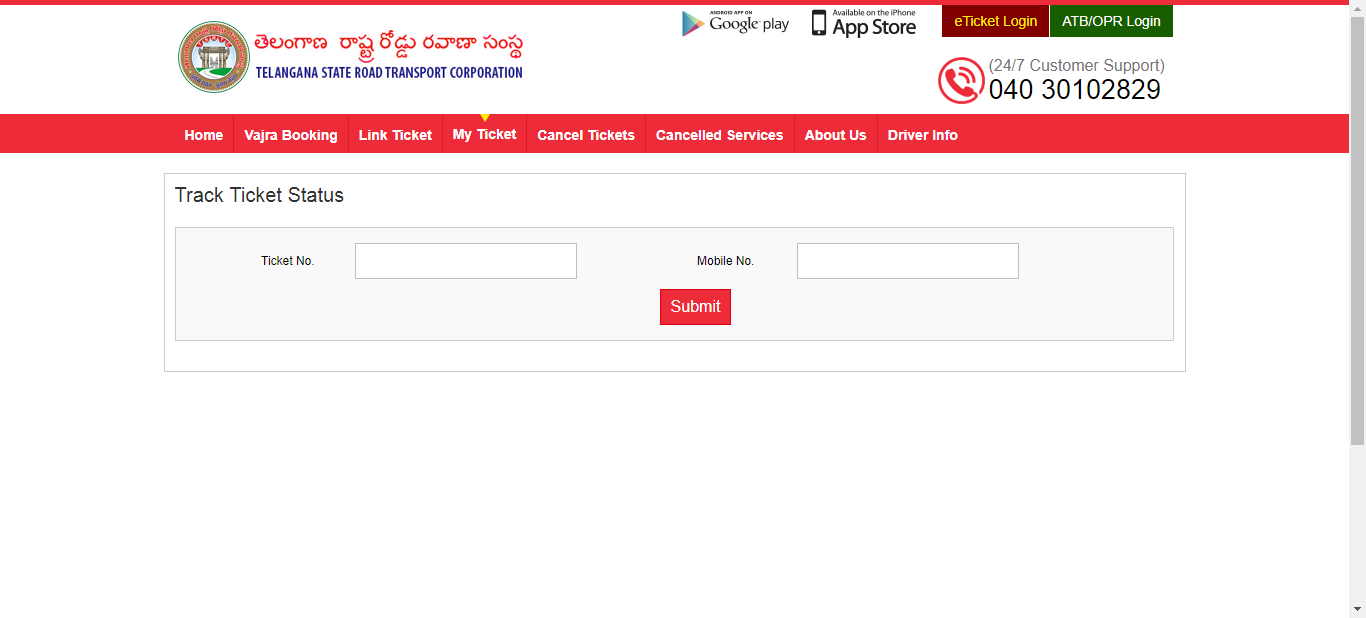 ANDROID APP ON
Google play
Available on the iPhone
App Store
eTicket Login
ATB/OPR Login
తెలంగాణ రాష్ట్ర రోడ్డు రవాణా సంస్థ
TELANGANA STATE ROAD TRANSPORT CORPORATION
(24/7 Customer Support)
040 30102829
Home
Vajra Booking
Link Ticket
My Ticket
Cancel Tickets
Cancelled Services
About Us
Driver Info
Track Ticket Status
Ticket No.
Mobile No.
Submit